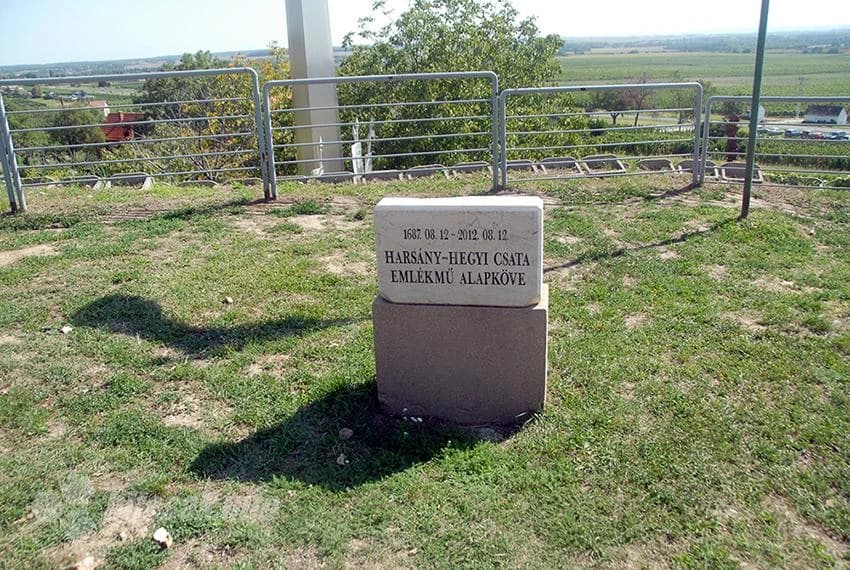 1687. 08. 12 - 2012. 08. 12.
HARSÁNY-HEGYI CSATA
EMLÉKMŰ ALAPKÖVE